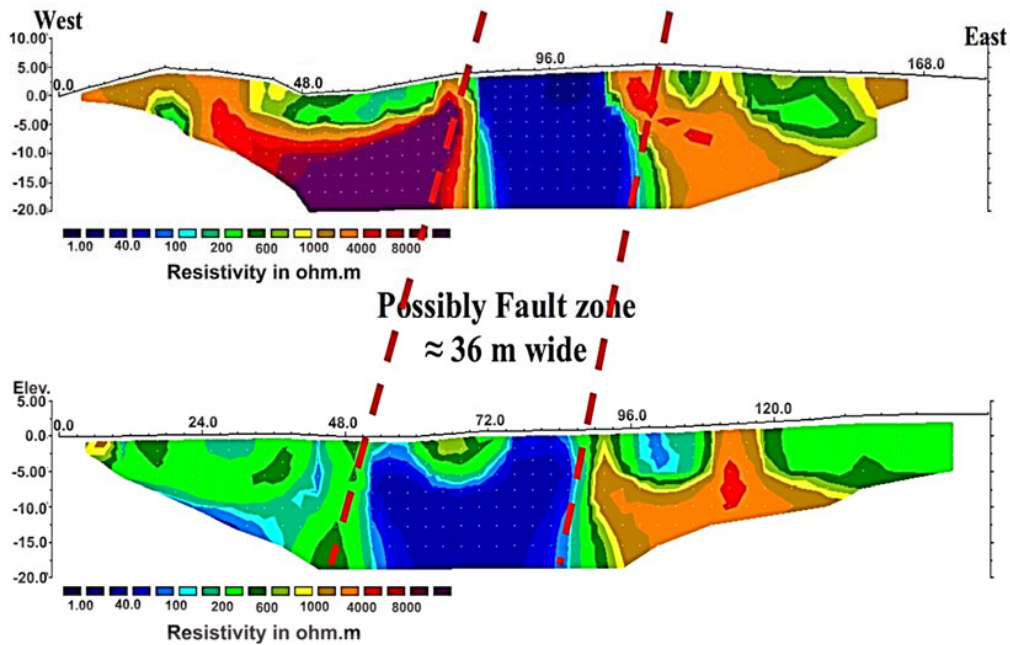 West
East
10.00
5.00
0.0
-5.00
-10.0
-15.0
-20.0
0.0 48.0 96.0 168.0
1.00 40.0 100 200 600 1000 4000 8000
Resistivity in ohm.m
Possibly Fault zone
≈ 36 m wide
Elev.
5.00
0.0
-5.00
-10.0
-15.0
-20.0
0.0 24.0 48.0 72.0 96.0 120.0
1.00 40.0 100 200 600 1000 4000 8000
Resistivity in ohm.m